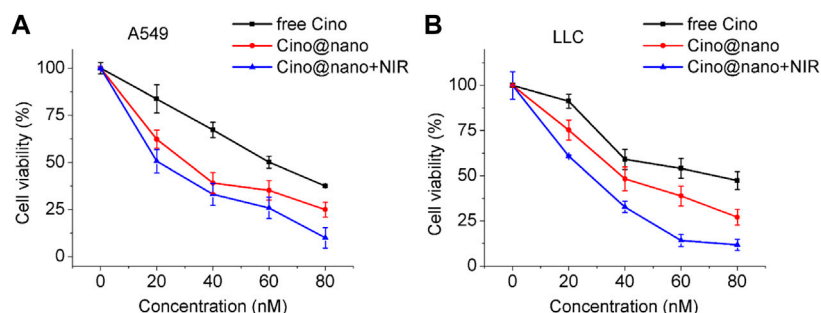 A
A549
free Cino
Cino@nano
Cino@nano+NIR
100
75
50
25
0
Cell viability (%)
0 20 40 60 80
Concentration (nM)
B
LLC
free Cino
Cino@nano
Cino@nano+NIR
100
75
50
25
0
Cell viability (%)
0 20 40 60 80
Concentration (nM)